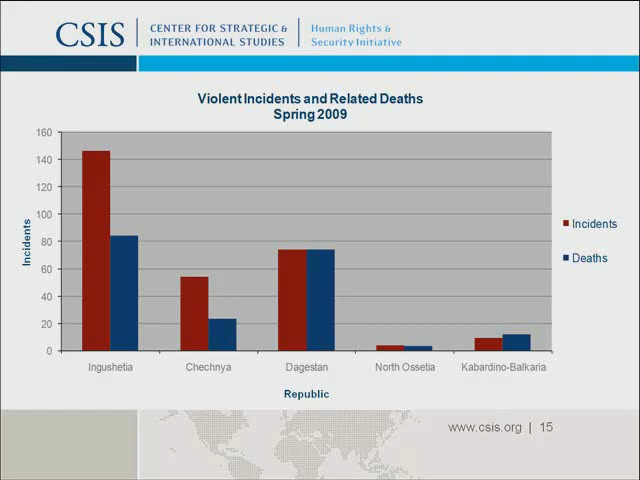 CSIS
CENTER FOR STRATEGIC &
INTERNATIONAL STUDIES
Human Rights &
Security Initiative
Violent Incidents and Related Deaths
Spring 2009
160
140
120
100
80
60
40
20
0
Incidents
Ingushetia
Chechnya
Dagestan
North Ossetia
Kabardino-Balkaria
Republic
Incidents
Deaths
www.csis.org | 15